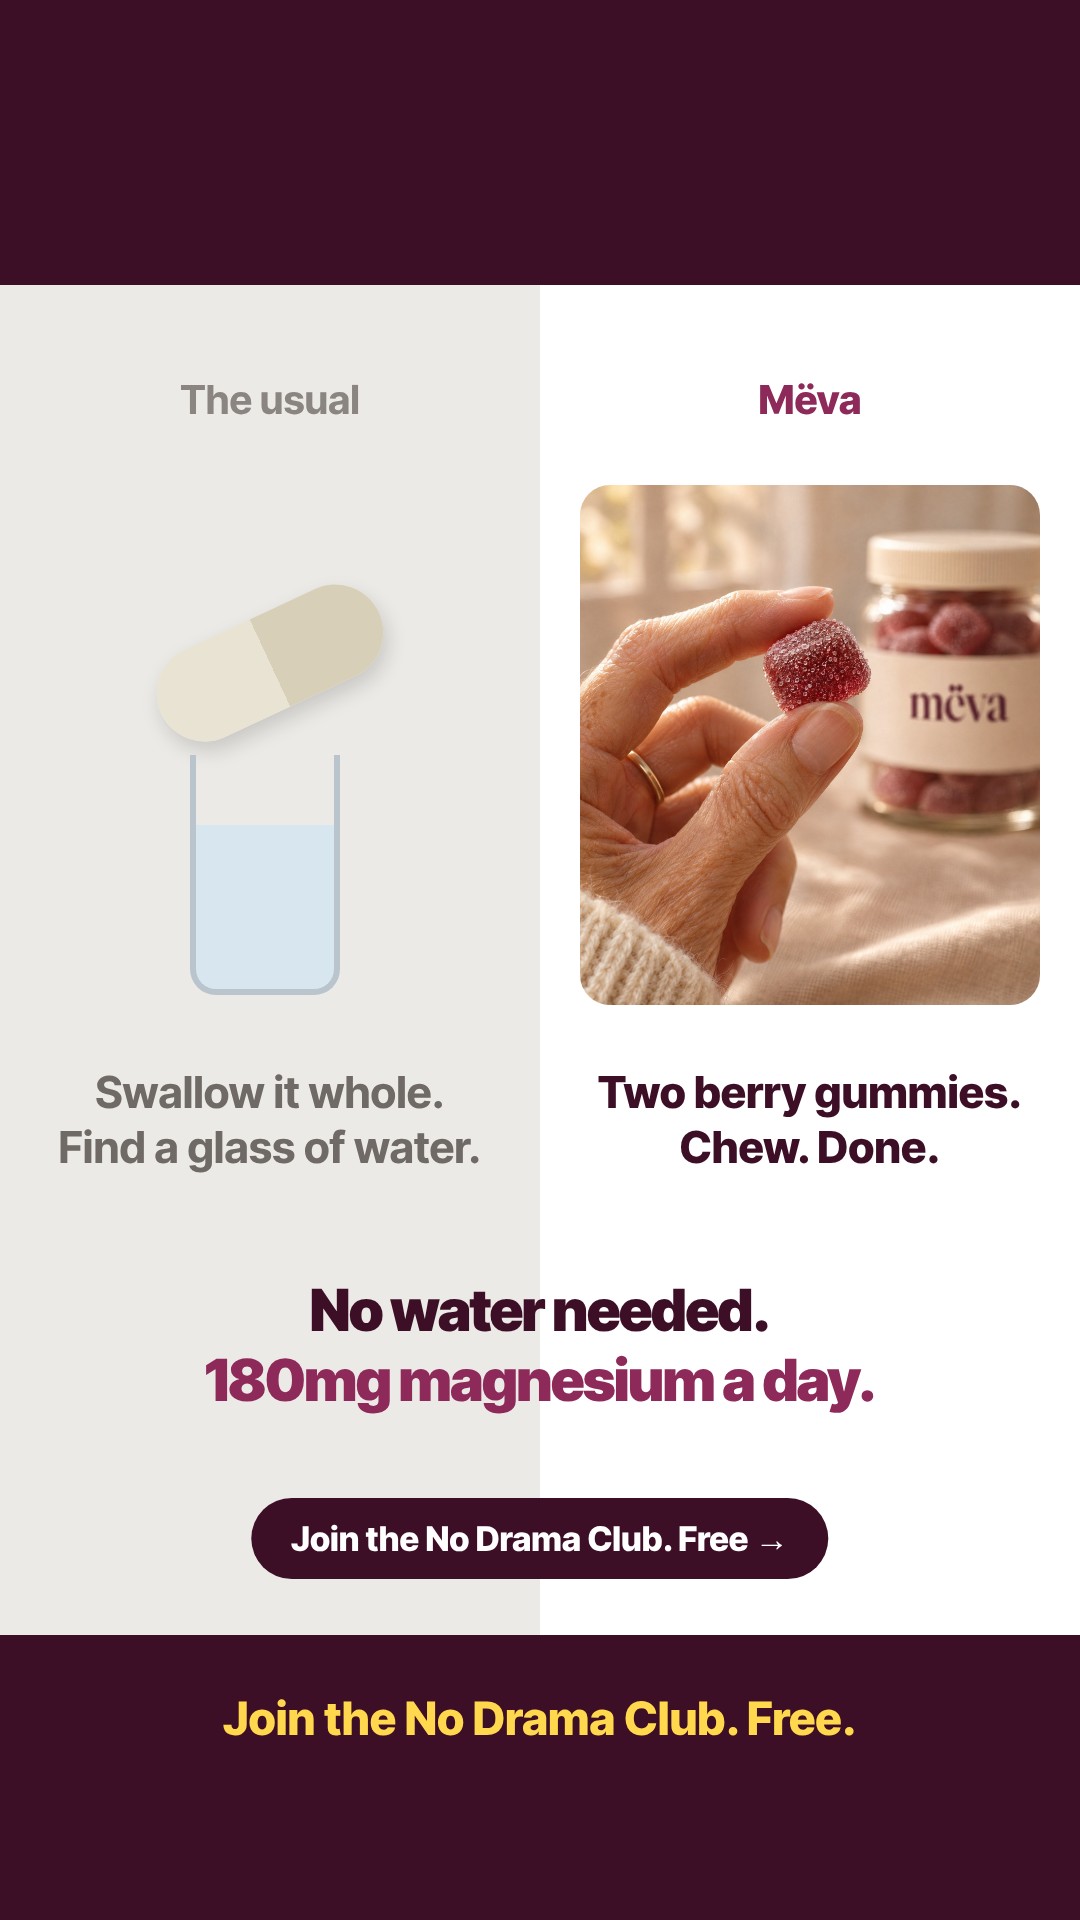 The usual
Mëva
mëva
Swallow it whole.
Find a glass of water.
Two berry gummies.
Chew. Done.
No water needed.
180mg magnesium a day.
Join the No Drama Club. Free →
Join the No Drama Club. Free.